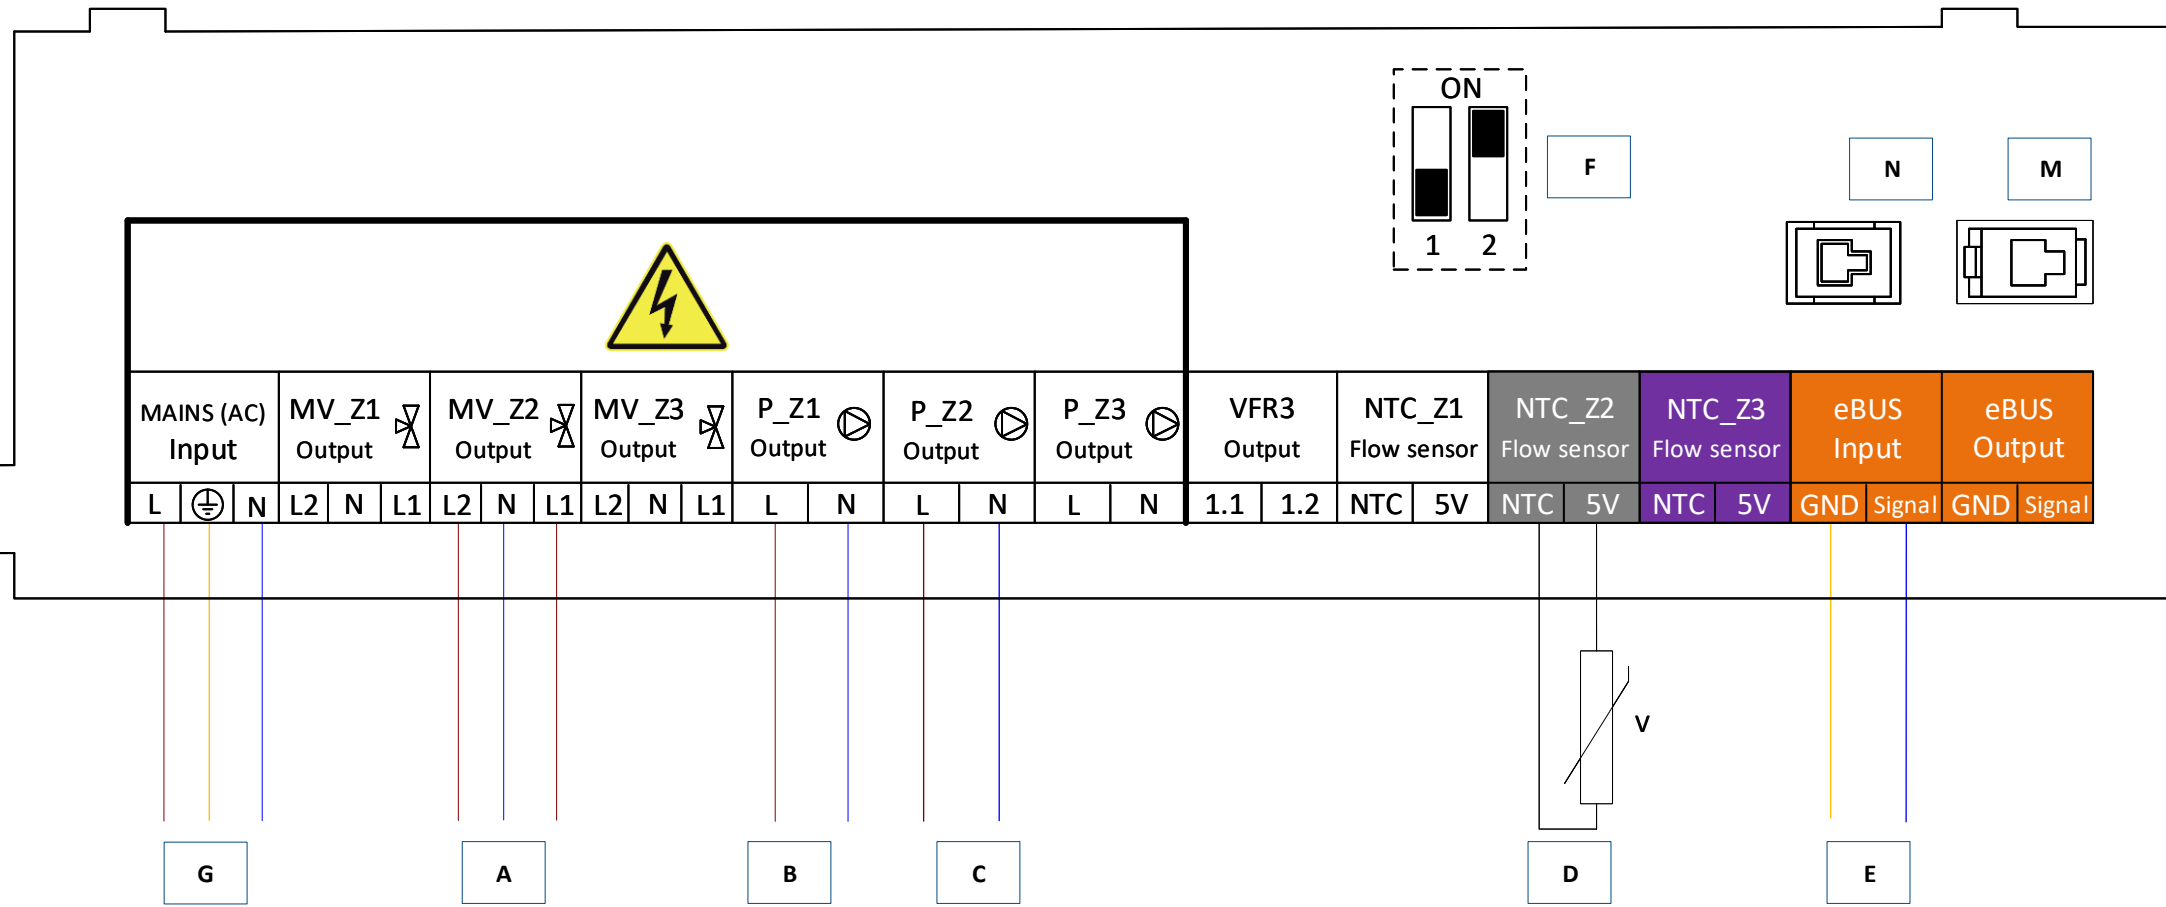 ON
1 2
F
N
M
MAINS (AC)
Input
MV_Z1
Output
MV_Z2
Output
MV_Z3
Output
P_Z1
Output
P_Z2
Output
P_Z3
Output
VFR3
Output
NTC_Z1
Flow sensor
NTC_Z2
Flow sensor
NTC_Z3
Flow sensor
eBUS
Input
eBUS
Output
L N L2 N L1 L2 N L1 L2 N L1 L N L N L N 1.1 1.2 NTC 5V NTC 5V NTC 5V GND Signal GND Signal
V
G
A
B
C
D
E